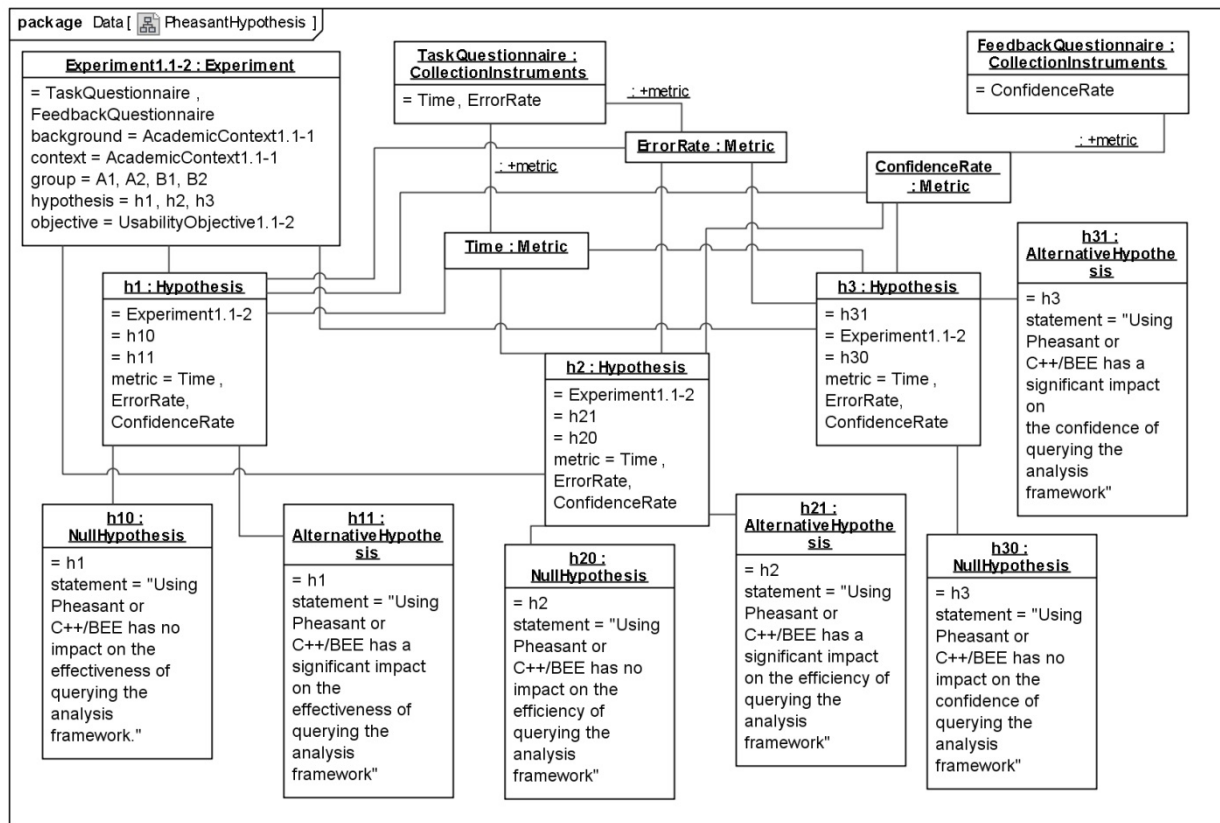 package Data [ PheasantHypothesis ]
Experiment1.1-2 : Experiment
= TaskQuestionnaire ,
FeedbackQuestionnaire
background = AcademicContext1.1-1
context = AcademicContext1.1-1
group = A1, A2, B1, B2
hypothesis = h1, h2, h3
objective = UsabilityObjective1.1-2
TaskQuestionnaire :
CollectionInstruments
= Time, ErrorRate
FeedbackQuestionnaire :
CollectionInstruments
= ConfidenceRate
: +metric
: +metric
: +metric
ErrorRate : Metric
ConfidenceRate
: Metric
Time : Metric
h1 : Hypothesis
= Experiment1.1-2
= h10
= h11
metric = Time ,
ErrorRate,
ConfidenceRate
h2 : Hypothesis
= Experiment1.1-2
= h21
= h20
metric = Time ,
ErrorRate,
ConfidenceRate
h3 : Hypothesis
= h31
= Experiment1.1-2
= h30
metric = Time ,
ErrorRate,
ConfidenceRate
h31 :
AlternativeHypothe
sis
= h3
statement = "Using
Pheasant or
C++/BEE has a
significant impact
on
the confidence of
querying the
analysis
framework"
h10 :
NullHypothesis
= h1
statement = "Using
Pheasant or
C++/BEE has no
impact on the
effectiveness of
querying the
analysis
framework."
h11 :
AlternativeHypothe
sis
= h1
statement = "Using
Pheasant or
C++/BEE has a
significant impact
on the
effectiveness of
querying the
analysis
framework"
h20 :
NullHypothesis
= h2
statement = "Using
Pheasant or
C++/BEE has no
impact on the
efficiency of
querying the
analysis
framework"
h21 :
AlternativeHypothe
sis
= h2
statement = "Using
Pheasant or
C++/BEE has a
significant impact
on the efficiency of
querying the
analysis
framework"
h30 :
NullHypothesis
= h3
statement = "Using
Pheasant or
C++/BEE has no
impact on the
confidence of
querying the
analysis
framework"